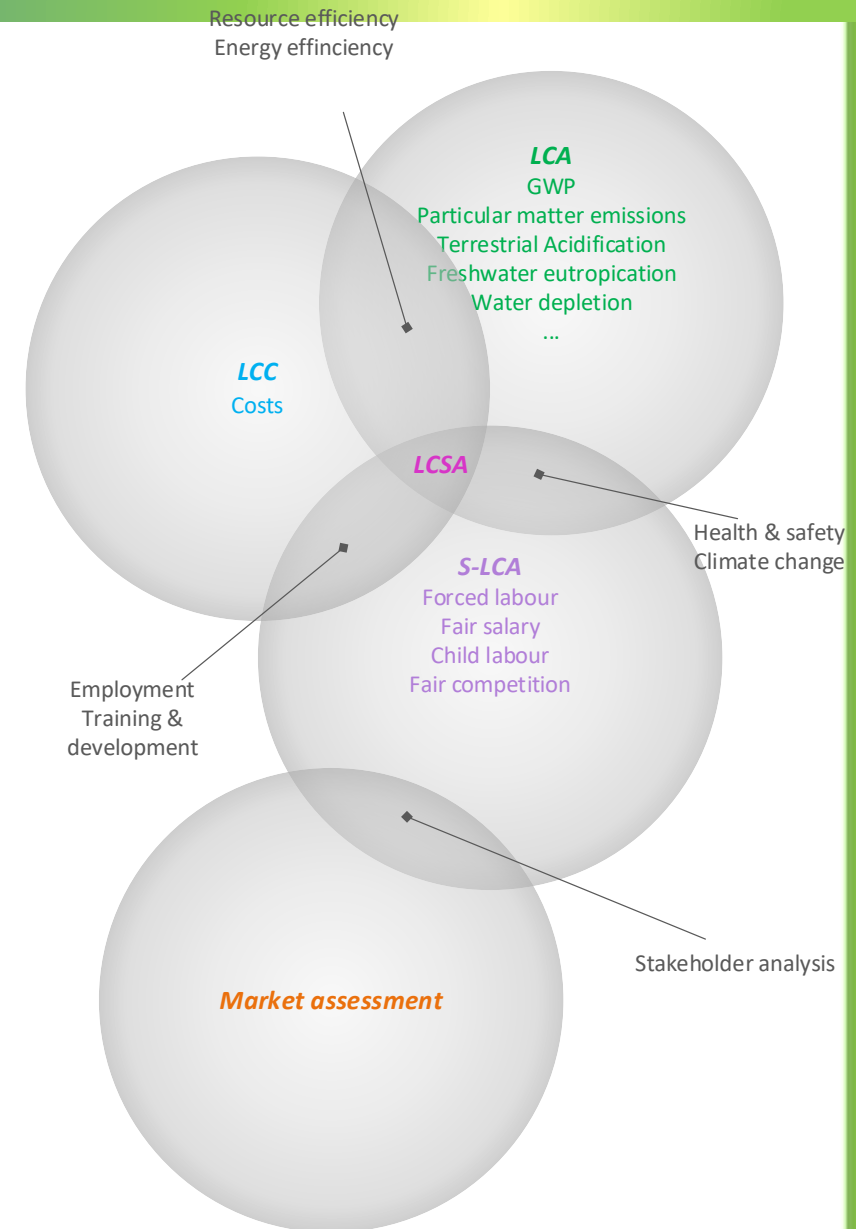 Resource efficiency
Energy effinciency
LCA
GWP
Particular matter emissions
Terrestrial Acidification
Freshwater eutropication
Water depletion
...
LCC
Costs
LCSA
Health & safety
Climate change
S-LCA
Forced labour
Fair salary
Child labour
Fair competition
Employment
Training &
development
Stakeholder analysis
Market assessment